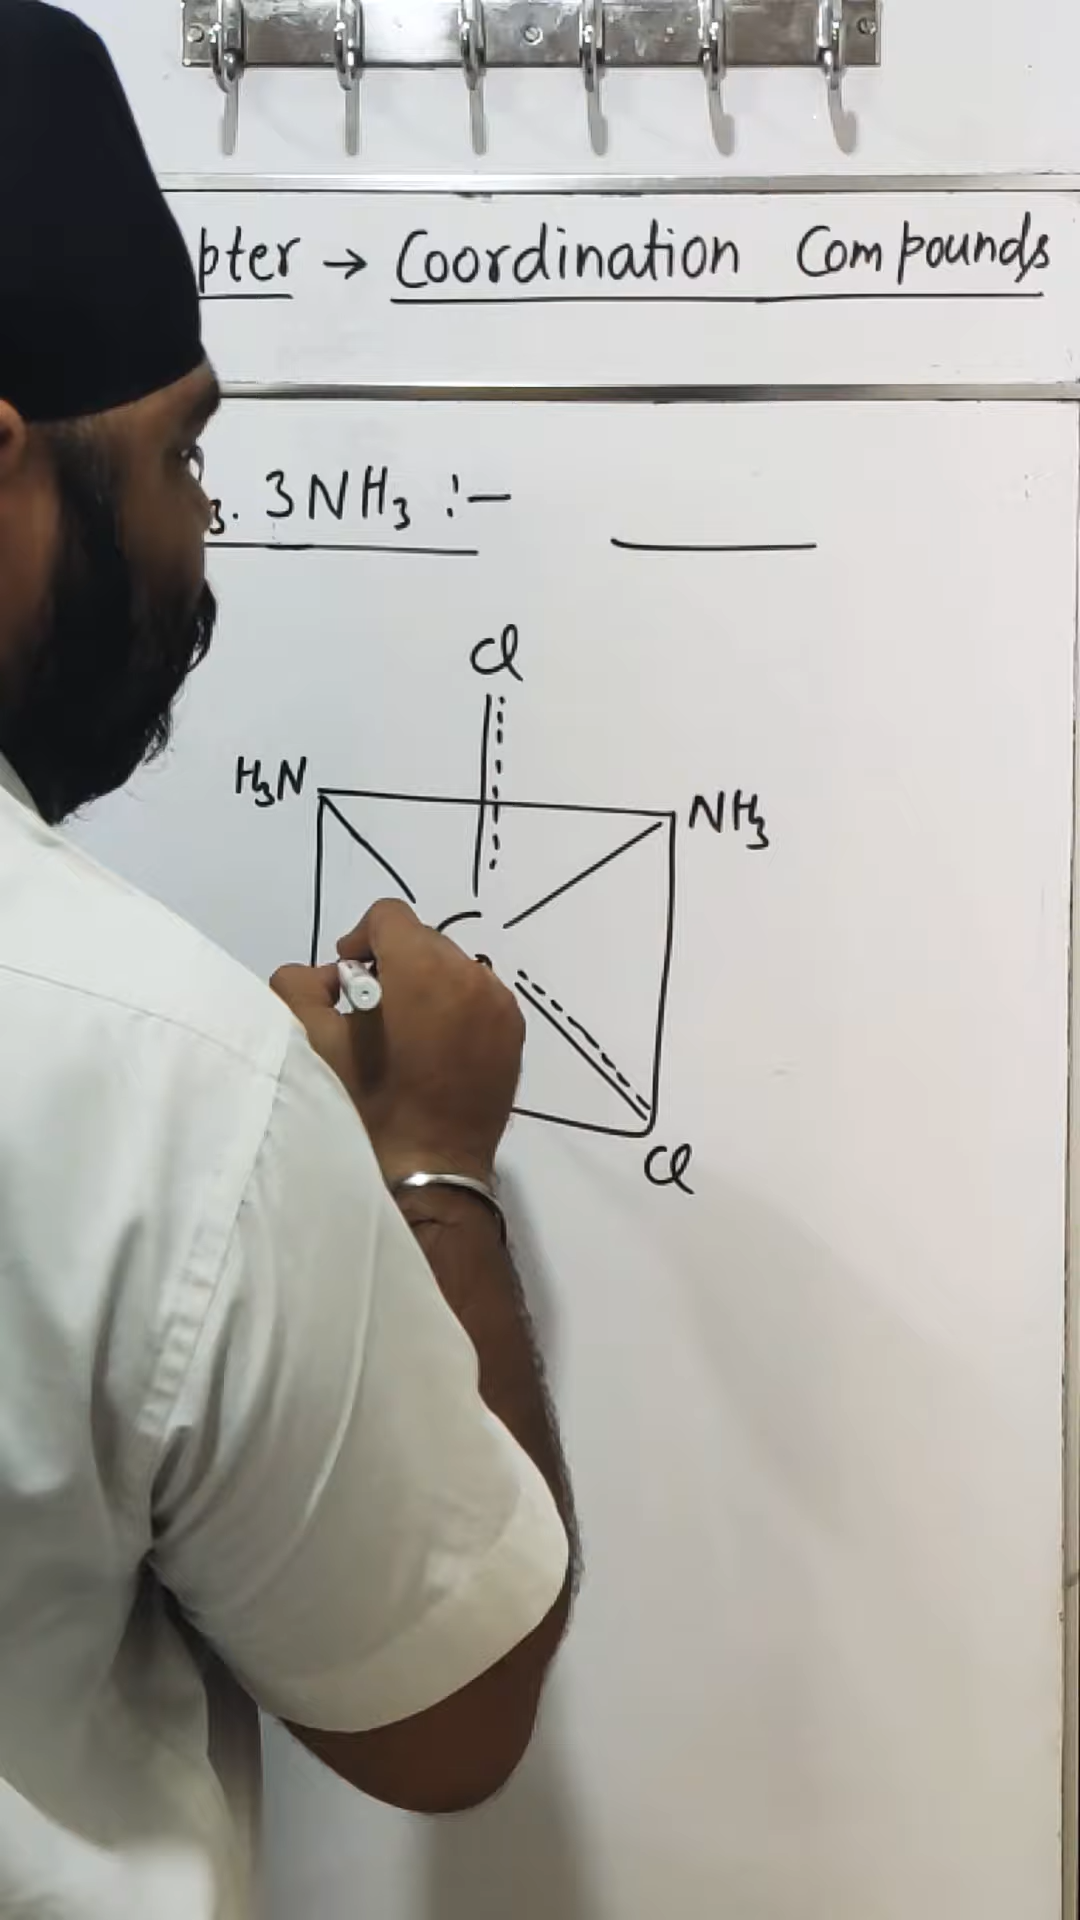 pter → Coordination Compounds
3. 3NH3 :-
Cl
H3N
NH3
C
Cl